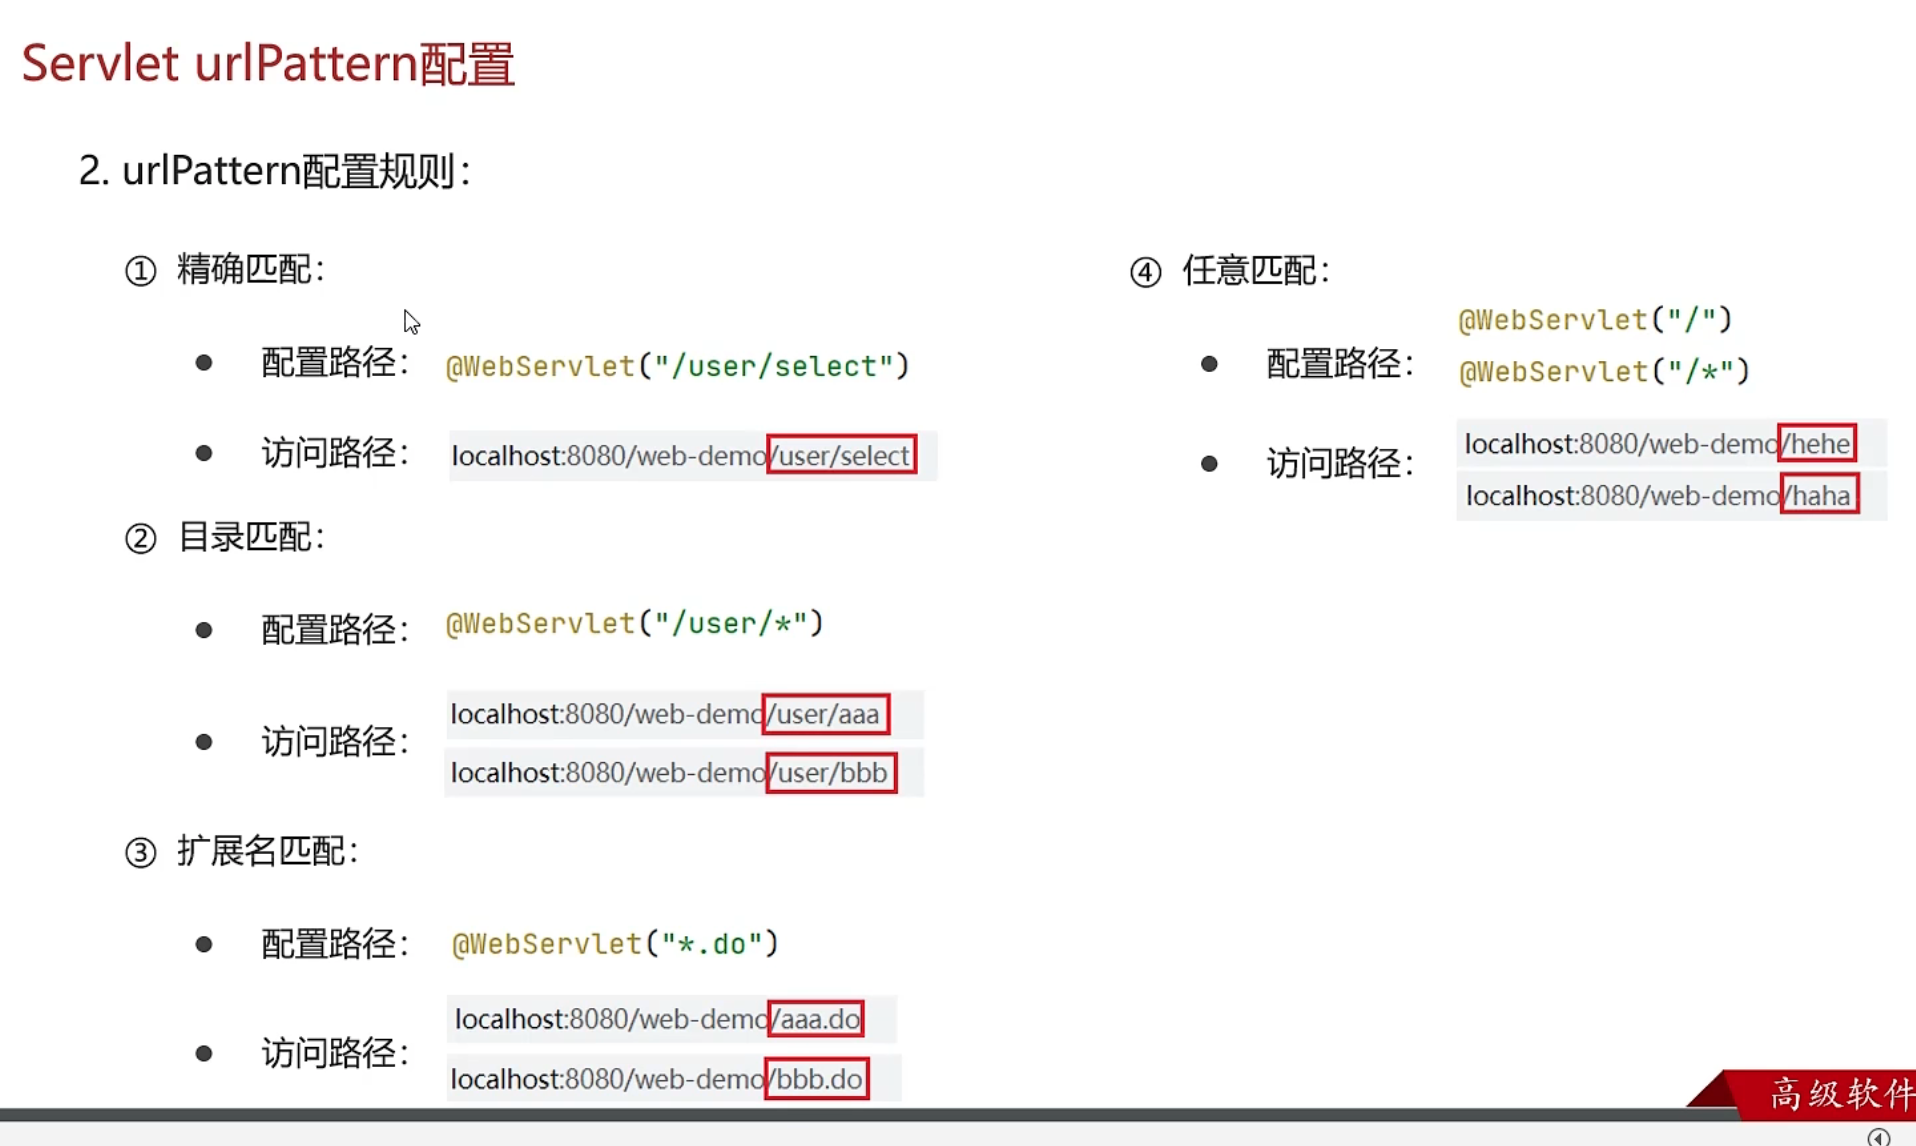 Servlet urlPattern配置
2. urlPattern配置规则：
① 精确匹配：
配置路径： @WebServlet("/user/select")
访问路径： localhost:8080/web-demo/user/select
② 目录匹配：
配置路径： @WebServlet("/user/*")
访问路径：
localhost:8080/web-demo/user/aaa
localhost:8080/web-demo/user/bbb
③ 扩展名匹配：
配置路径： @WebServlet("*.do")
访问路径：
localhost:8080/web-demo/aaa.do
localhost:8080/web-demo/bbb.do
④ 任意匹配：
配置路径：
@WebServlet("/")
@WebServlet("/*")
访问路径：
localhost:8080/web-demo/hehe
localhost:8080/web-demo/haha
高级软件